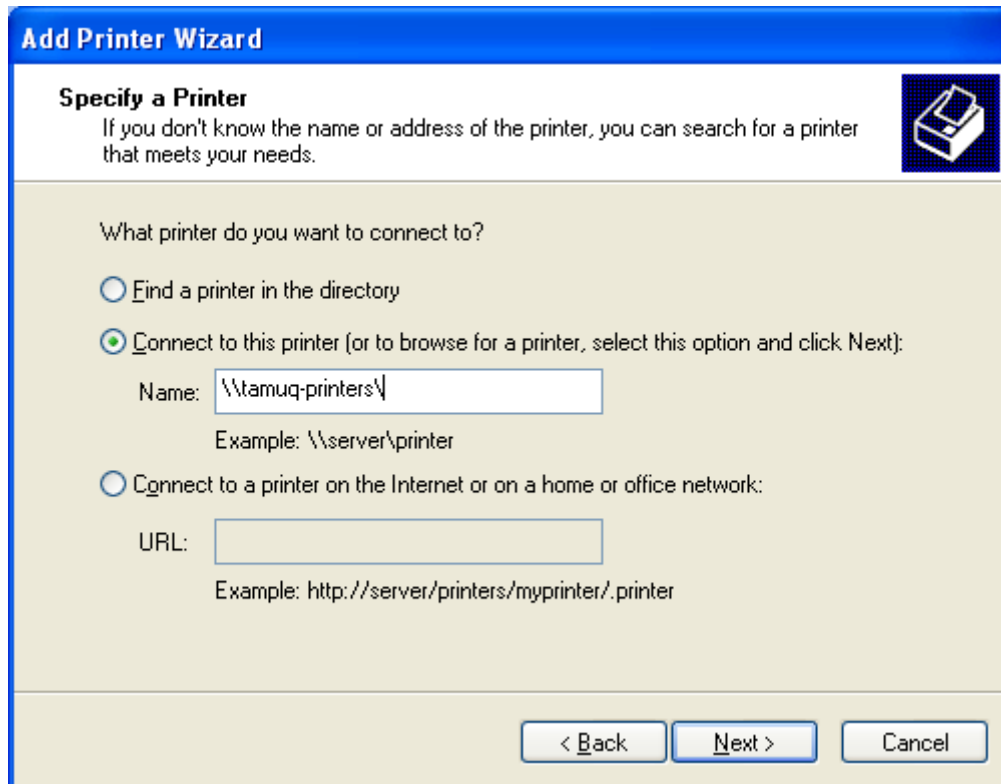 Add Printer Wizard
Specify a Printer
If you don't know the name or address of the printer, you can search for a printer
that meets your needs.
What printer do you want to connect to?
Find a printer in the directory
Connect to this printer (or to browse for a printer, select this option and click Next):
Name: \\tamuq-printers\
Example: \\server\printer
Connect to a printer on the Internet or on a home or office network:
URL:
Example: http://server/printers/myprinter/.printer
< Back Next > Cancel